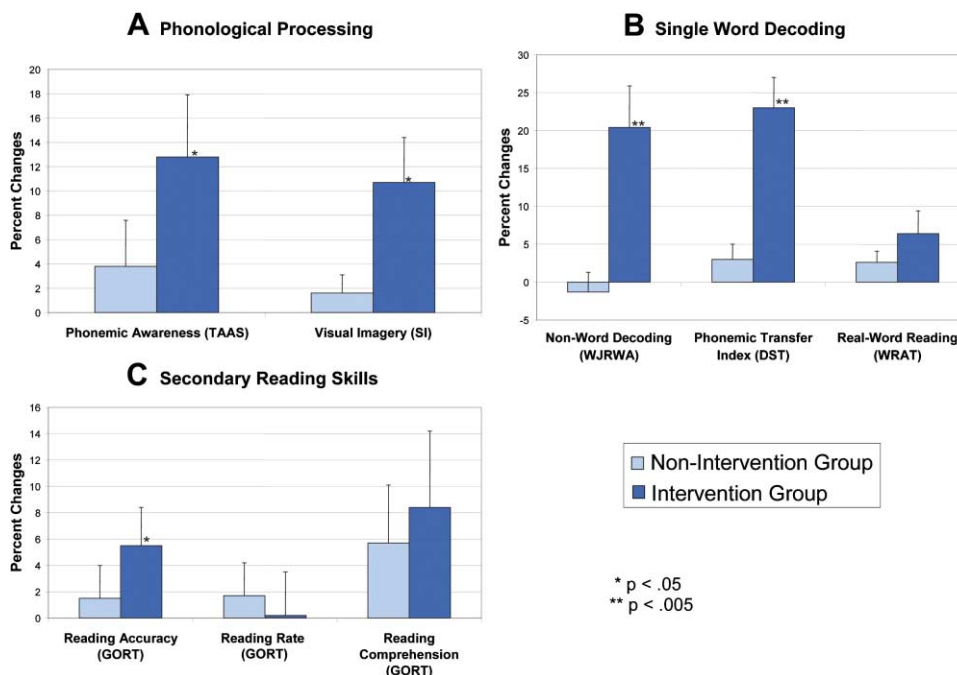 A Phonological Processing
Percent Changes
20
18
16
14
12
10
8
6
4
2
0
*
*
Phonemic Awareness (TAAS)
Visual Imagery (SI)
B Single Word Decoding
Percent Changes
30
25
20
15
10
5
0
-5
**
**
Non-Word Decoding
(WJRWA)
Phonemic Transfer
Index (DST)
Real-Word Reading
(WRAT)
C Secondary Reading Skills
Percent Changes
16
14
12
10
8
6
4
2
0
*
Reading Accuracy
(GORT)
Reading Rate
(GORT)
Reading
Comprehension
(GORT)
Non-Intervention Group
Intervention Group
* p < .05
** p < .005